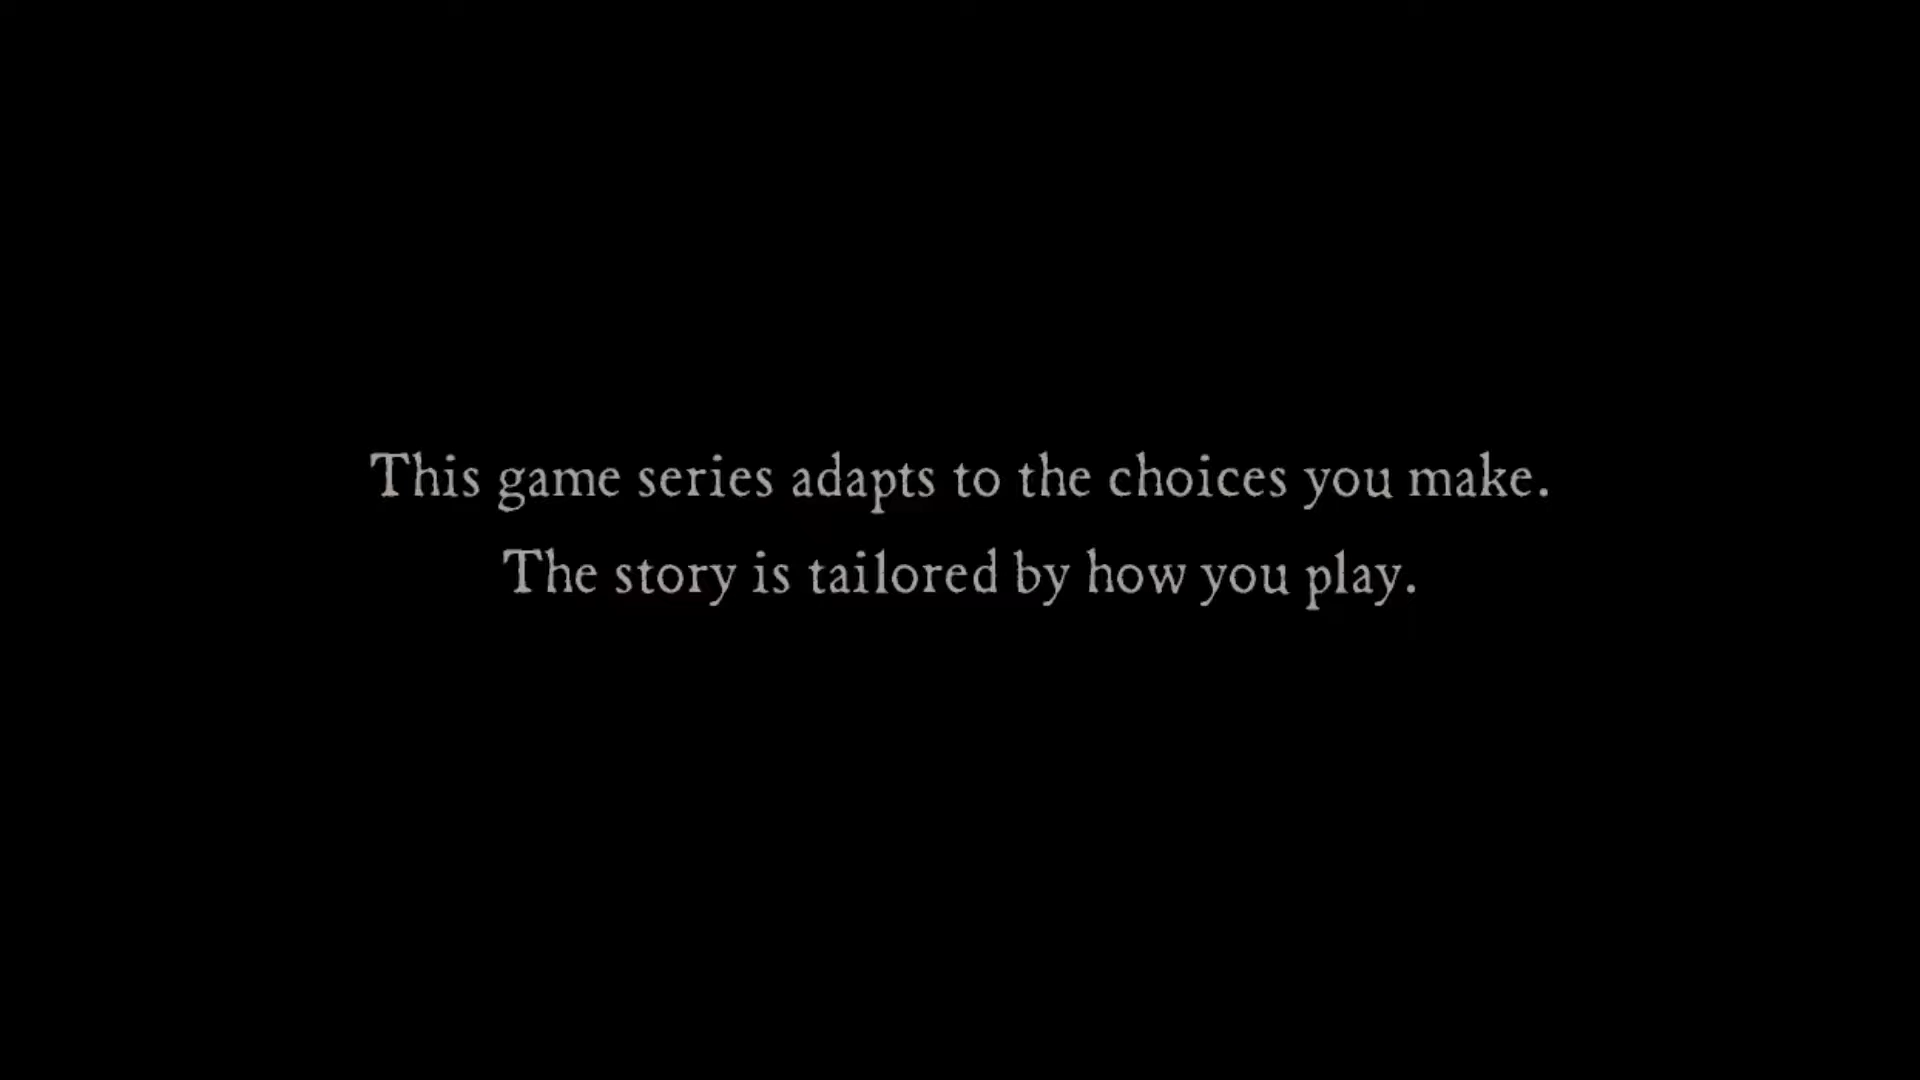 This game series adapts to the choices you make.
The story is tailored by how you play.